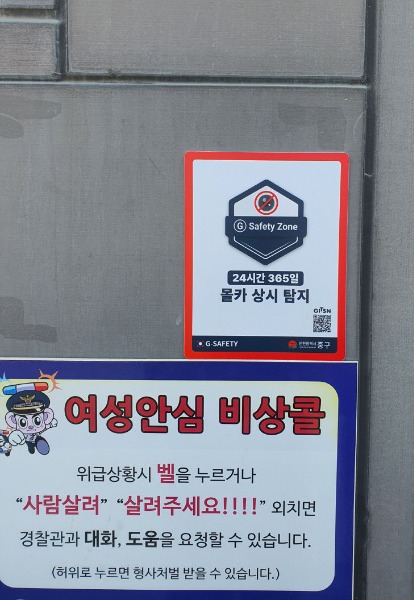 G Safety Zone
24시간 365일
몰카 상시 탐지
G-SAFETY
중구
여성안심 비상콜
위급상황시 벨을 누르거나
“사람살려” “살려주세요!!!!” 외치면
경찰관과 대화, 도움을 요청할 수 있습니다.
(허위로 누르면 형사처벌 받을 수 있습니다.)